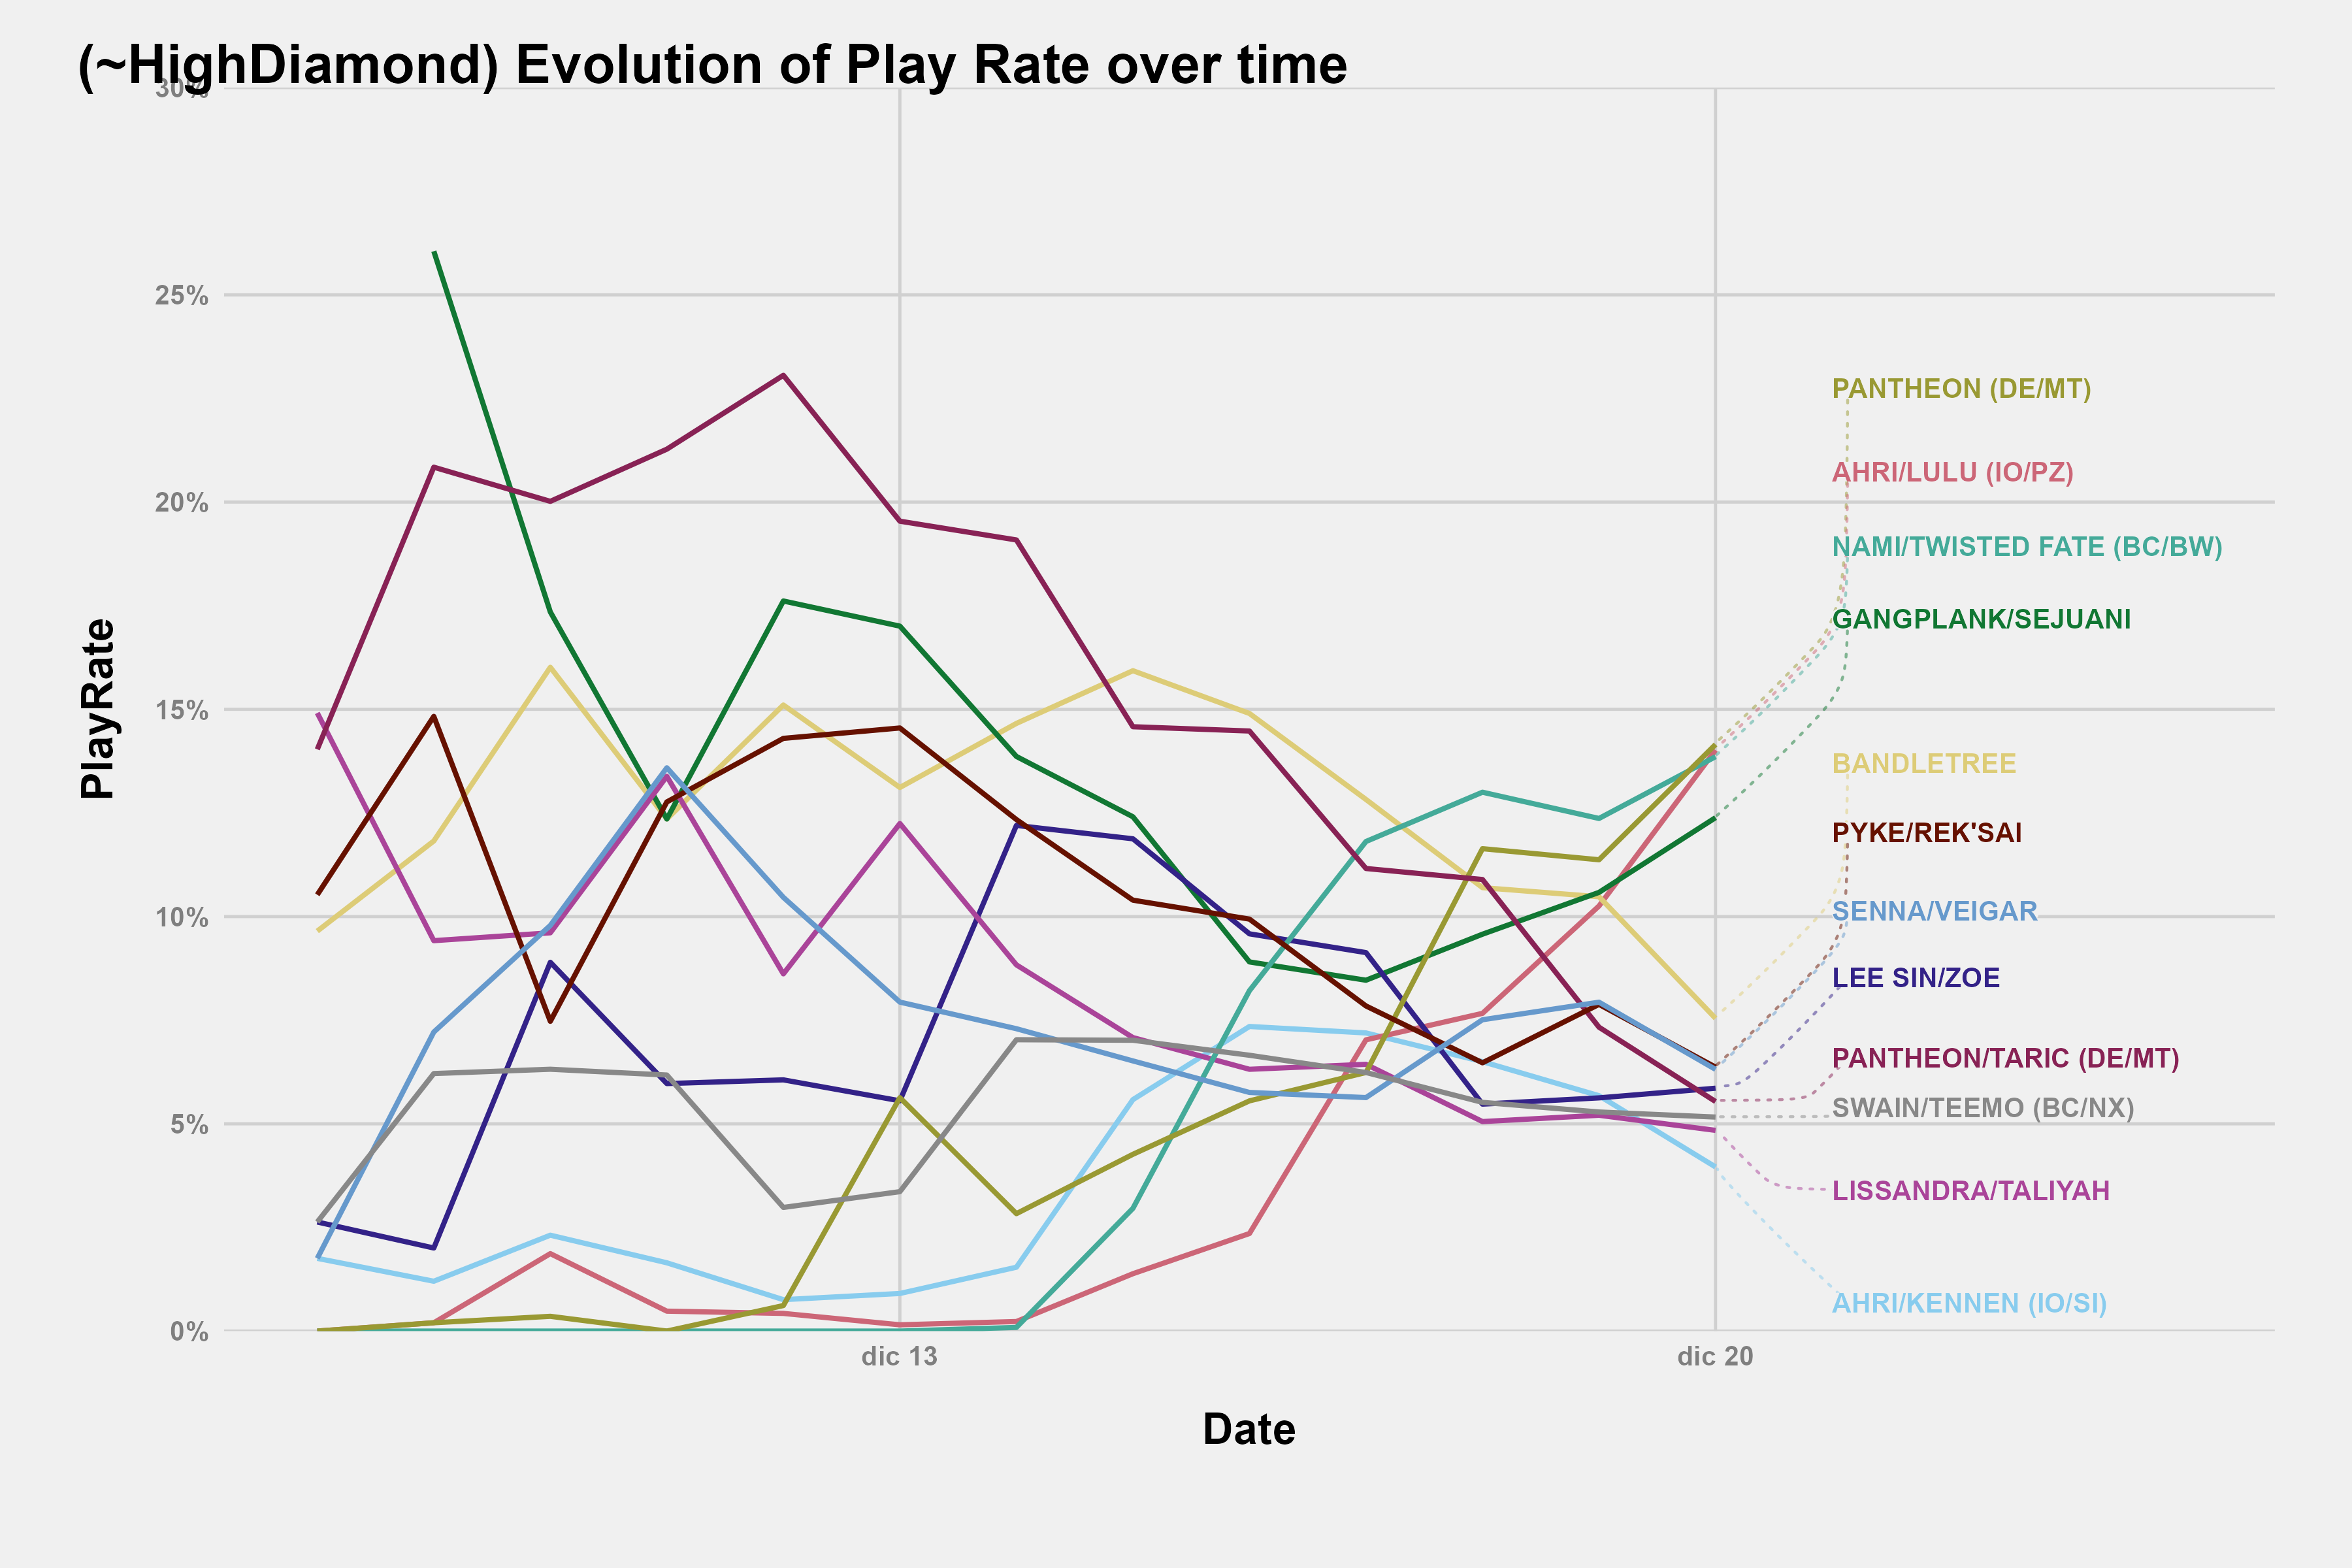 (~HighDiamond) Evolution of Play Rate over time
30%
25%
20%
15%
10%
5%
0%
PlayRate
dic 13
dic 20
Date
PANTHEON (DE/MT)
AHRI/LULU (IO/PZ)
NAMI/TWISTED FATE (BC/BW)
GANGPLANK/SEJUANI
BANDLETREE
PYKE/REK'SAI
SENNA/VEIGAR
LEE SIN/ZOE
PANTHEON/TARIC (DE/MT)
SWAIN/TEEMO (BC/NX)
LISSANDRA/TALIYAH
AHRI/KENNEN (IO/SI)